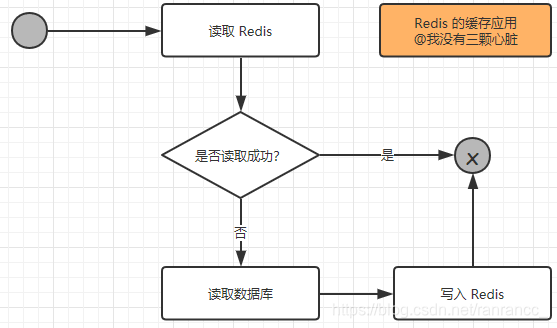 读取 Redis
Redis 的缓存应用
@我没有三颗心脏
是否读取成功?
是
否
读取数据库
写入 Redis
https://blog.csdn.net/ranrancc_